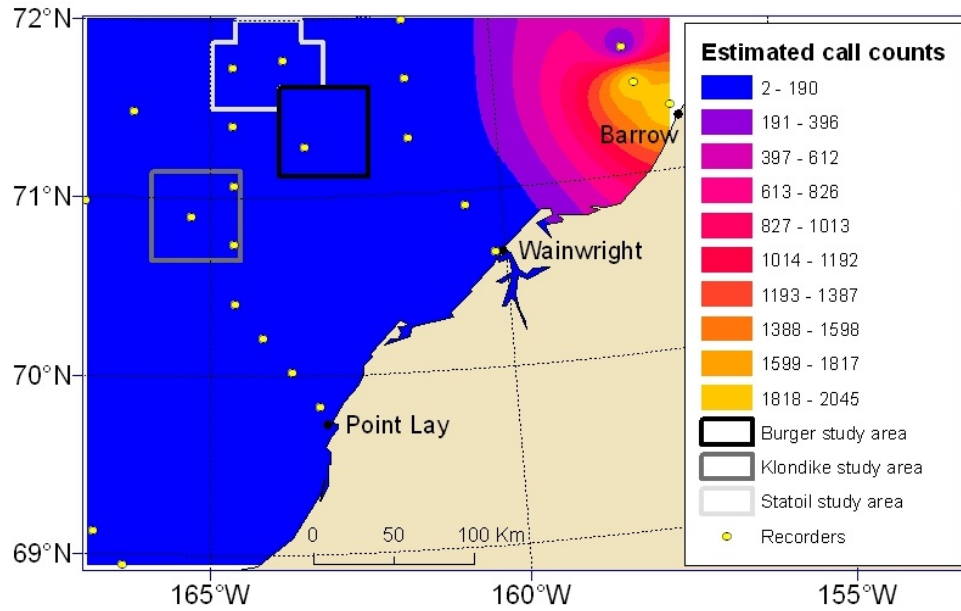 72°N
71°N
70°N
69°N
165°W
160°W
155°W
Barrow
Wainwright
Point Lay
0 50 100 Km
Estimated call counts
2 - 190
191 - 396
397 - 612
613 - 826
827 - 1013
1014 - 1192
1193 - 1387
1388 - 1598
1599 - 1817
1818 - 2045
Burger study area
Klondike study area
Statoil study area
Recorders